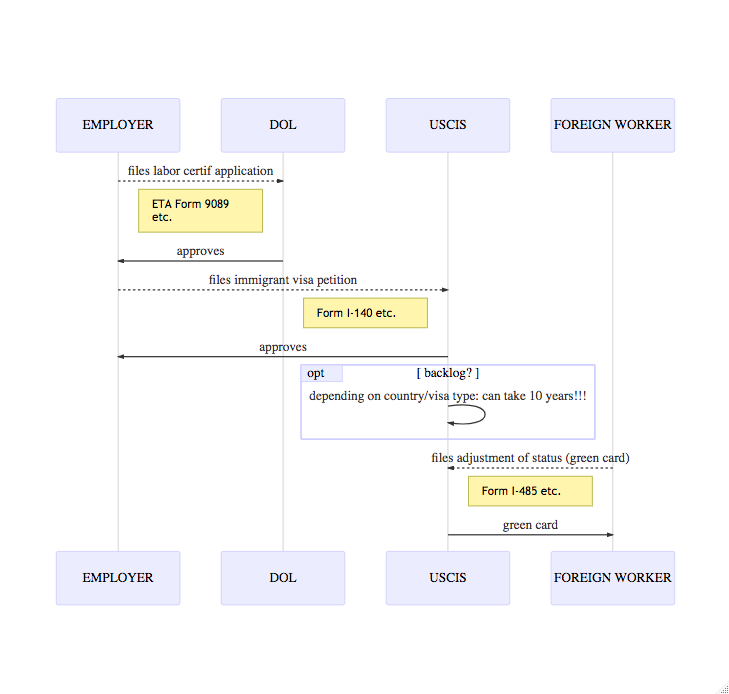 EMPLOYER
DOL
USCIS
FOREIGN WORKER
files labor certif application
ETA Form 9089
etc.
approves
files immigrant visa petition
Form I-140 etc.
approves
opt
[ backlog? ]
depending on country/visa type: can take 10 years!!!
files adjustment of status (green card)
Form I-485 etc.
green card
EMPLOYER
DOL
USCIS
FOREIGN WORKER